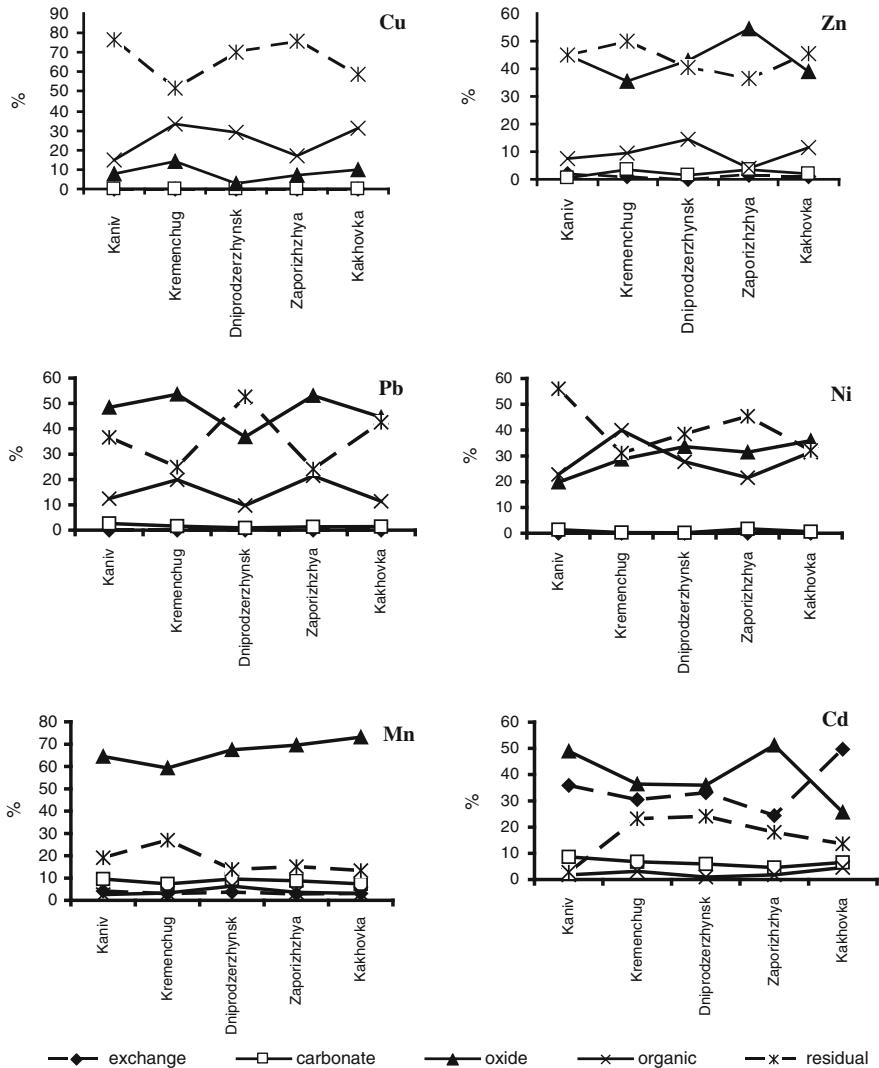 Cu
90
80
70
60
50
40
30
20
10
0
%
Kaniv
Kremenchug
Dniprodzerzhynsk
Zaporizhzhya
Kakhovka
Zn
60
50
40
30
20
10
0
%
Kaniv
Kremenchug
Dniprodzerzhynsk
Zaporizhzhya
Kakhovka
Pb
60
50
40
30
20
10
0
%
Kaniv
Kremenchug
Dniprodzerzhynsk
Zaporizhzhya
Kakhovka
Ni
60
50
40
30
20
10
0
%
Kaniv
Kremenchug
Dniprodzerzhynsk
Zaporizhzhya
Kakhovka
Mn
80
70
60
50
40
30
20
10
0
%
Kaniv
Kremenchug
Dniprodzerzhynsk
Zaporizhzhya
Kakhovka
Cd
60
50
40
30
20
10
0
%
Kaniv
Kremenchug
Dniprodzerzhynsk
Zaporizhzhya
Kakhovka
exchange carbonate oxide organic residual